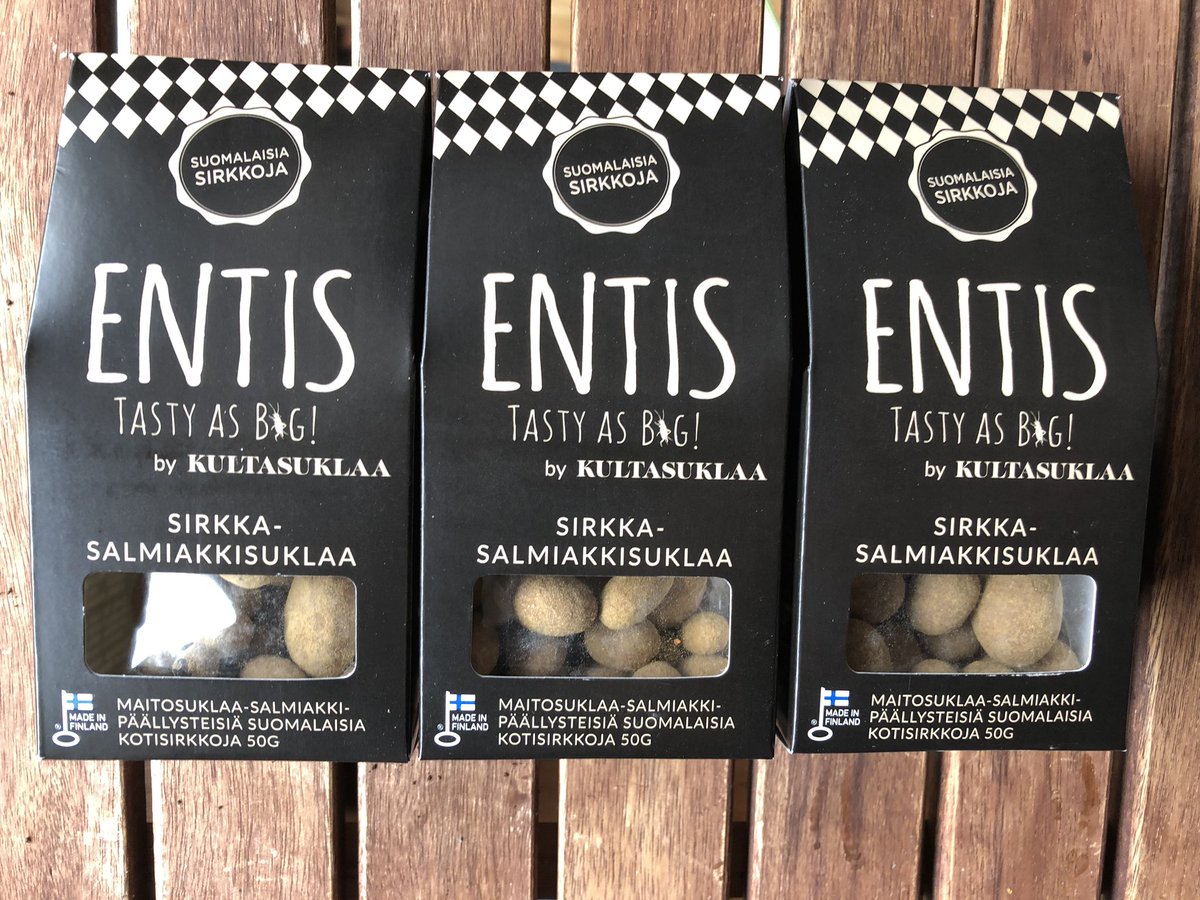 SUOMALAISIA
SIRKKOJA
ENTIS
TASTY AS BUG!
by KULTASUKLAA
SIRKKA-
SALMIAKKISUKLAA
MADE IN
FINLAND
®
MAITOSUKLAA-SALMIAKKI-
PÄÄLLYSTEISIÄ SUOMALAISIA
KOTISIRKKOJA 50G
SUOMALAISIA
SIRKKOJA
ENTIS
TASTY AS BUG!
by KULTASUKLAA
SIRKKA-
SALMIAKKISUKLAA
MADE IN
FINLAND
®
MAITOSUKLAA-SALMIAKKI-
PÄÄLLYSTEISIÄ SUOMALAISIA
KOTISIRKKOJA 50G
SUOMALAISIA
SIRKKOJA
ENTIS
TASTY AS BUG!
by KULTASUKLAA
SIRKKA-
SALMIAKKISUKLAA
MADE IN
FINLAND
®
MAITOSUKLAA-SALMIAKKI-
PÄÄLLYSTEISIÄ SUOMALAISIA
KOTISIRKKOJA 50G